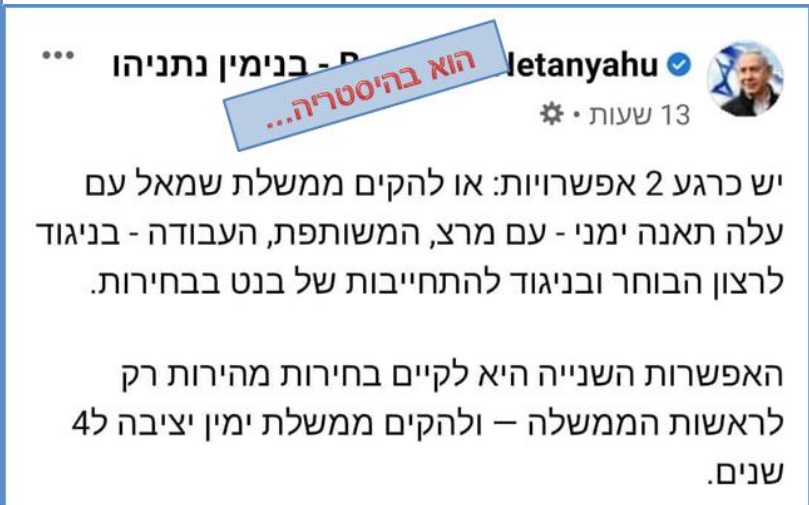 בנימין נתניהו - B etanyahu
הוא בהיסטריה...
13 שעות ·
יש כרגע 2 אפשרויות: או להקים ממשלת שמאל עם
עלה תאנה ימני - עם מרצ, המשותפת, העבודה - בניגוד
לרצון הבוחר ובניגוד להתחייבות של בנט בבחירות.
האפשרות השנייה היא לקיים בחירות מהירות רק
לראשות הממשלה — ולהקים ממשלת ימין יציבה ל4
שנים.